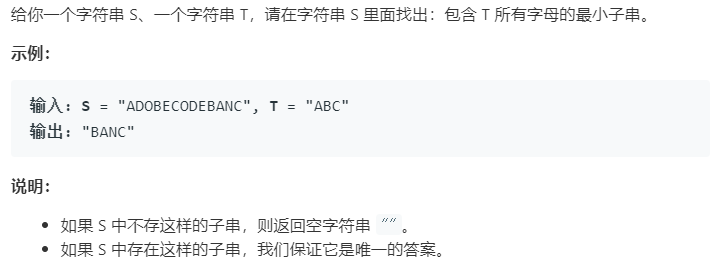 给你一个字符串 S、一个字符串 T，请在字符串 S 里面找出：包含 T 所有字母的最小子串。
示例：
输入: S = "ADOBECODEBANC", T = "ABC"
输出: "BANC"
说明：
如果 S 中不存这样的子串，则返回空字符串 ""。
如果 S 中存在这样的子串，我们保证它是唯一的答案。